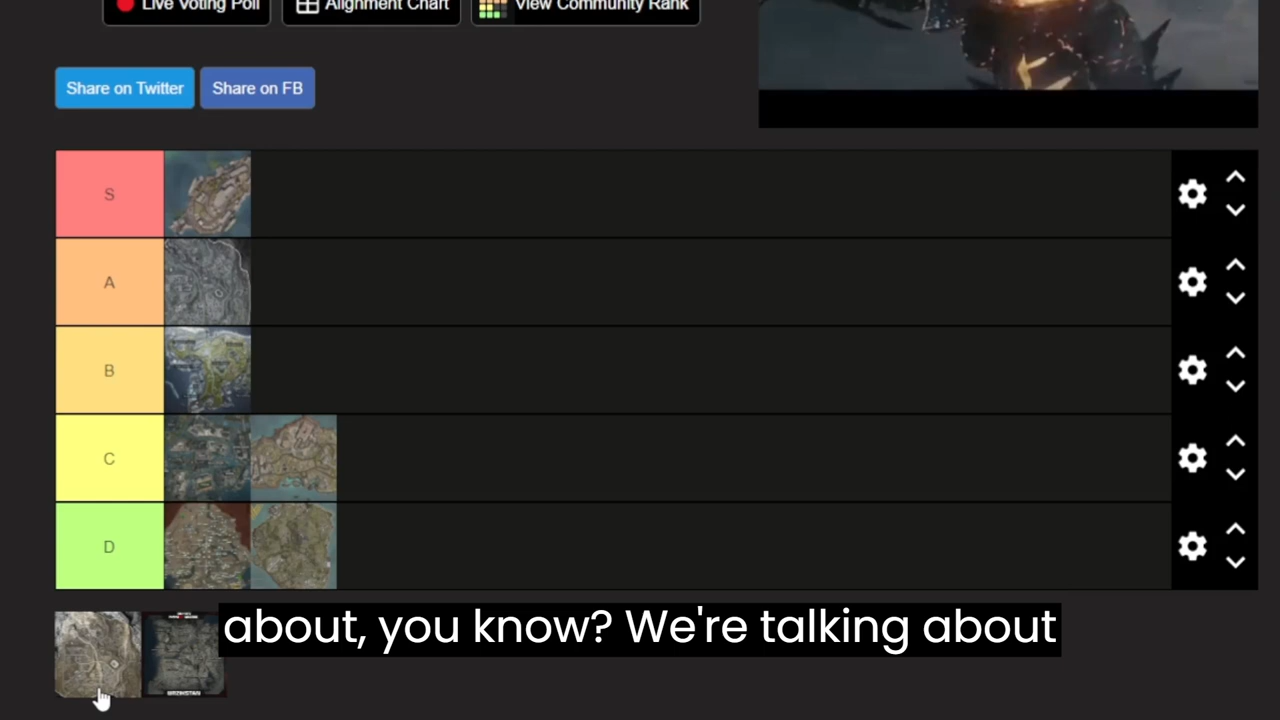 Live Voting Poll
Alignment Chart
View Community Rank
Share on Twitter
Share on FB
S
A
B
C
D
about, you know? We're talking about
URZIKSTAN